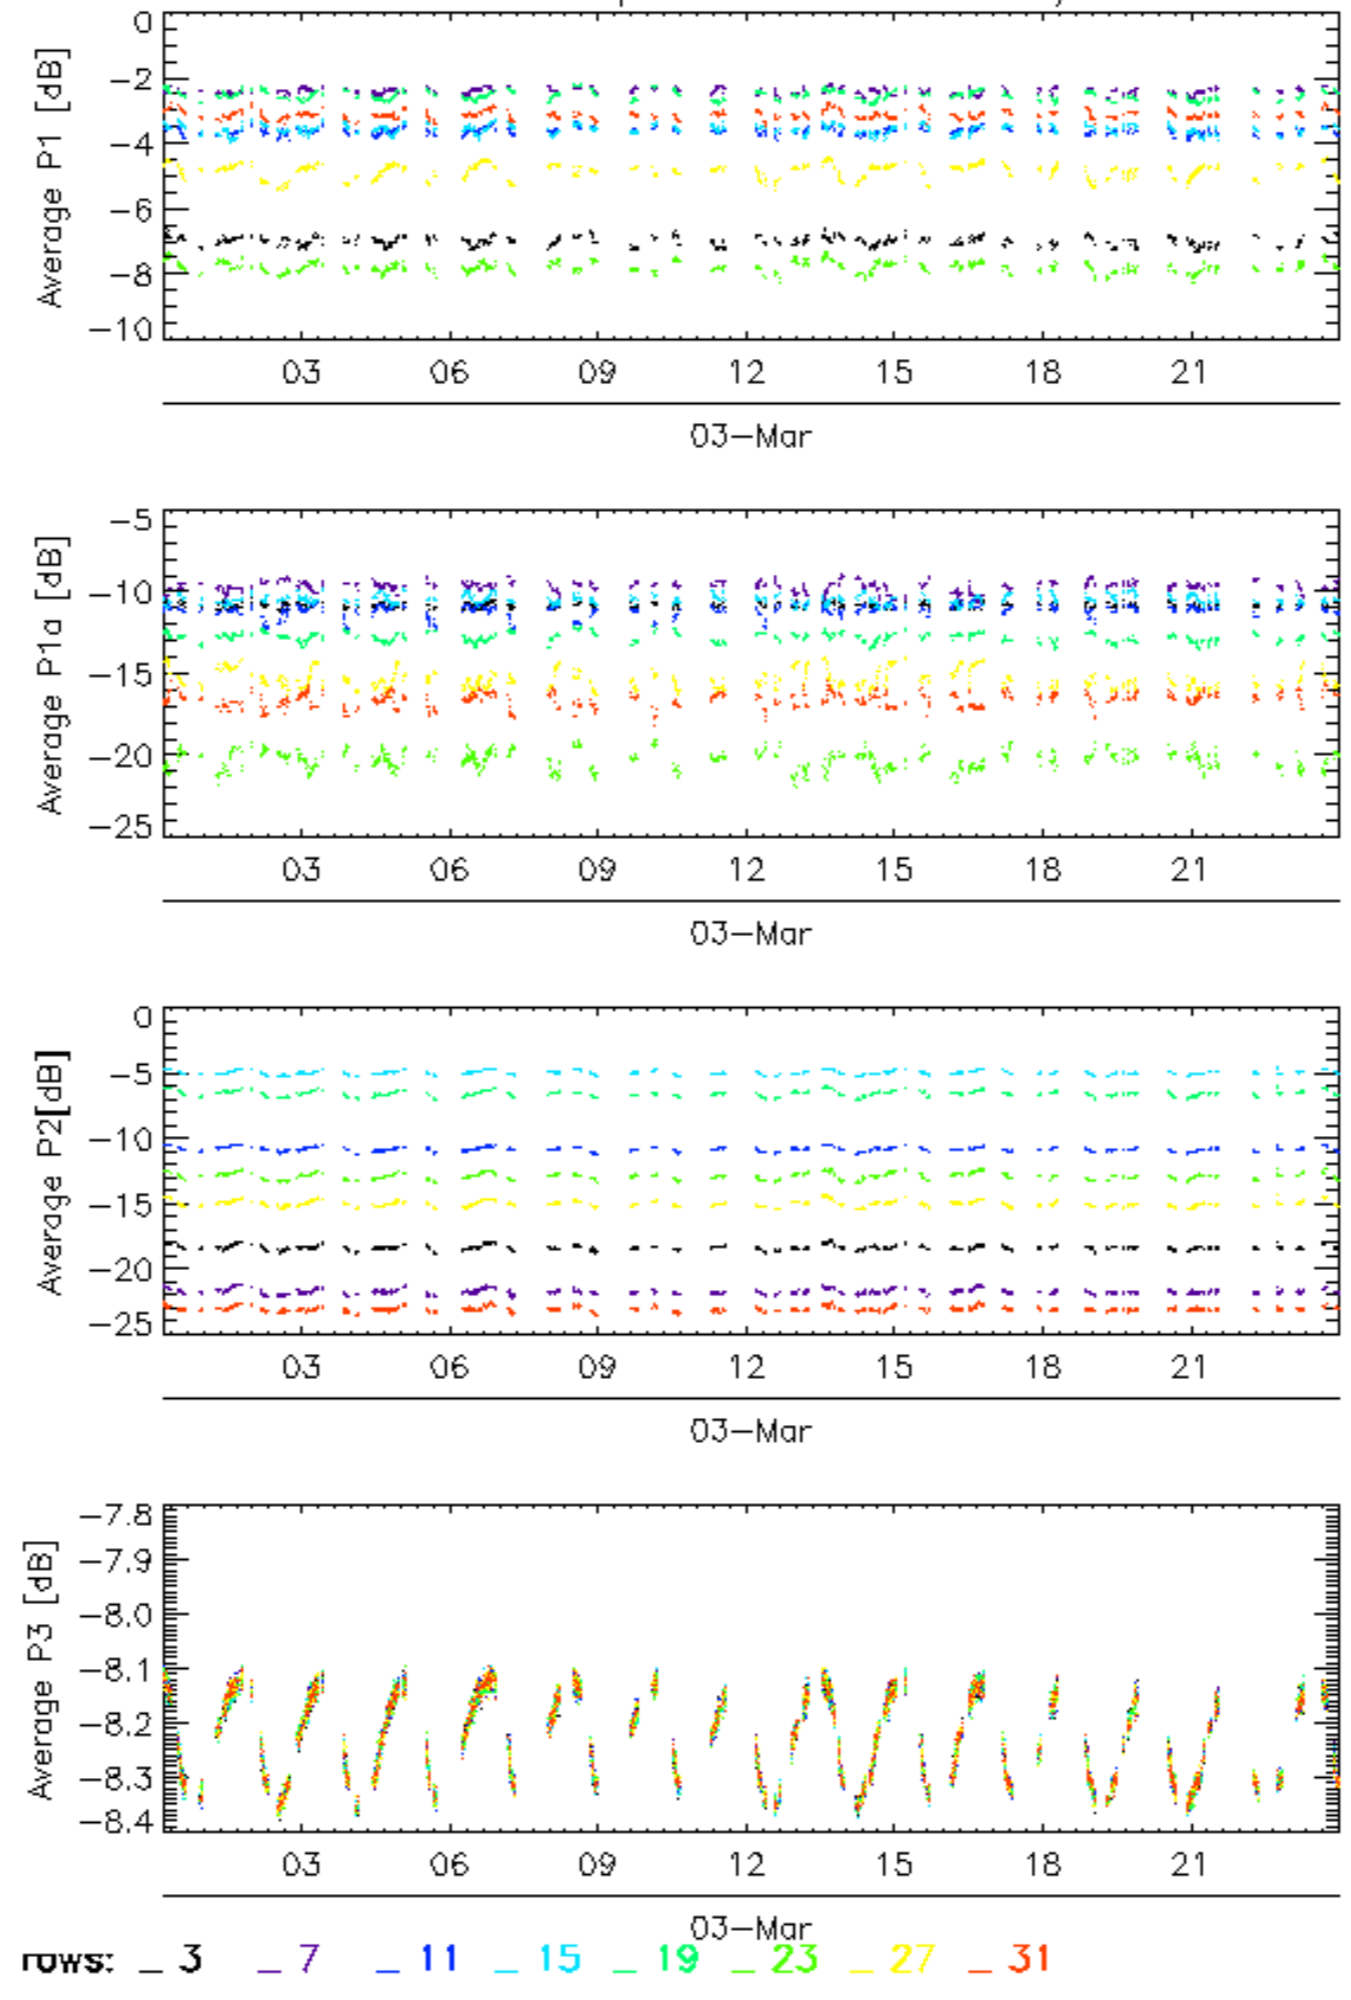 0
−2
−4
−6
−8
−10
Average P1 [dB]
03 06 09 12 15 18 21
03−Mar
−5
−10
−15
−20
−25
Average P1a [dB]
03 06 09 12 15 18 21
03−Mar
0
−5
−10
−15
−20
−25
Average P2[dB]
03 06 09 12 15 18 21
03−Mar
−7.8
−7.9
−8.0
−8.1
−8.2
−8.3
−8.4
Average P3 [dB]
03 06 09 12 15 18 21
03−Mar
rows: _ 3 _ 7 _ 11 _ 15 _ 19 _ 23 _ 27 _ 31